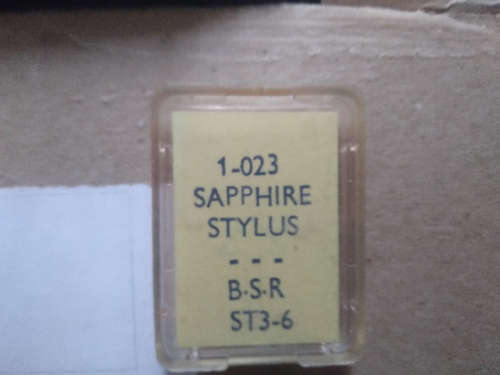 1-023
SAPPHIRE
STYLUS
- - -
B·S·R
ST3-6